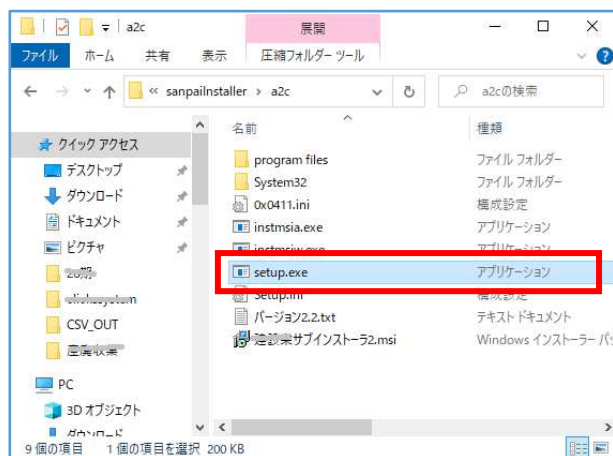 a2c
展開
ファイル ホーム 共有 表示 圧縮フォルダー ツール
« sanpaiInstaller › a2c
a2cの検索
名前 種類
クイック アクセス
デスクトップ
ダウンロード
ドキュメント
ピクチャ
CSV_OUT
PC
3D オブジェクト
ダウンロード
program files ファイル フォルダー
System32 ファイル フォルダー
0x0411.ini 構成設定
instmsia.exe アプリケーション
instmsiw.exe アプリケーション
setup.exe アプリケーション
Setup.ini 構成設定
バージョン2.2.txt テキスト ドキュメント
サブインストーラ2.msi Windows インストーラー パッ
9 個の項目 1 個の項目を選択 200 KB